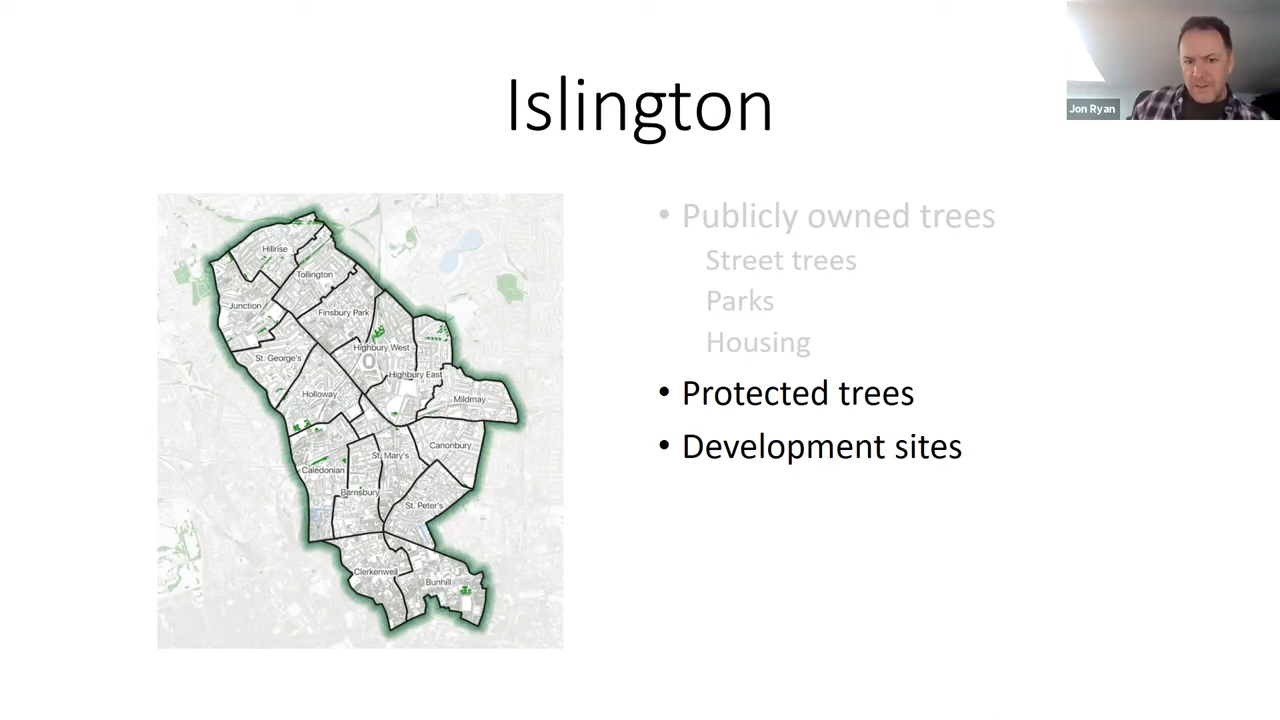 Islington
Jon Ryan
Hillrise
Tollington
Junction
Finsbury Park
St. George's
Highbury West
Highbury East
Holloway
Mildmay
Canonbury
St. Mary's
Caledonian
Barnsbury
St. Peter's
Clerkenwell
Bunhill
• Publicly owned trees
Street trees
Parks
Housing
• Protected trees
• Development sites